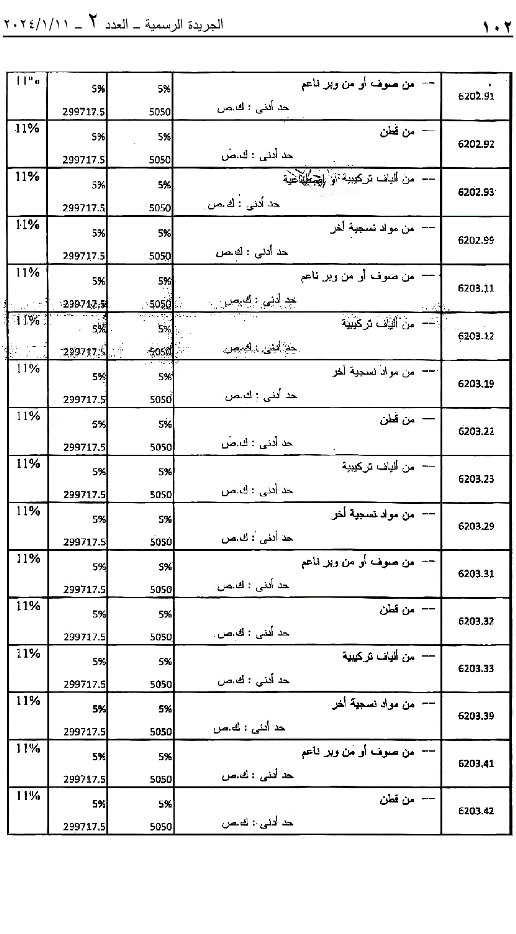 ١٠٢ الجريدة الرسمية ـ العدد ٢ ـ ٢٠٢٤/١/١١
6202.91 -- من صوف أو من وبر ناعم 5% 5% 11%
حد أدنى : ك.ص 5050 299717.5
6202.92 -- من قطن 5% 5% 11%
حد أدنى : ك.ص 5050 299717.5
6202.93 -- من ألياف تركيبية أو إصطناعية 5% 5% 11%
حد أدنى : ك.ص 5050 299717.5
6202.99 -- من مواد نسجية أخر 5% 5% 11%
حد أدنى : ك.ص 5050 299717.5
6203.11 -- من صوف أو من وبر ناعم 5% 5% 11%
حد أدنى : ك.ص 5050 299717.5
6203.12 -- من ألياف تركيبية 5% 5% 11%
حد أدنى : ك.ص 5050 299717.5
6203.19 -- من مواد نسجية أخر 5% 5% 11%
حد أدنى : ك.ص 5050 299717.5
6203.22 -- من قطن 5% 5% 11%
حد أدنى : ك.ص 5050 299717.5
6203.23 -- من ألياف تركيبية 5% 5% 11%
حد أدنى : ك.ص 5050 299717.5
6203.29 -- من مواد نسجية أخر 5% 5% 11%
حد أدنى : ك.ص 5050 299717.5
6203.31 -- من صوف أو من وبر ناعم 5% 5% 11%
حد أدنى : ك.ص 5050 299717.5
6203.32 -- من قطن 5% 5% 11%
حد أدنى : ك.ص 5050 299717.5
6203.33 -- من ألياف تركيبية 5% 5% 11%
حد أدنى : ك.ص 5050 299717.5
6203.39 -- من مواد نسجية أخر 5% 5% 11%
حد أدنى : ك.ص 5050 299717.5
6203.41 -- من صوف أو من وبر ناعم 5% 5% 11%
حد أدنى : ك.ص 5050 299717.5
6203.42 -- من قطن 5% 5% 11%
حد أدنى : ك.ص 5050 299717.5